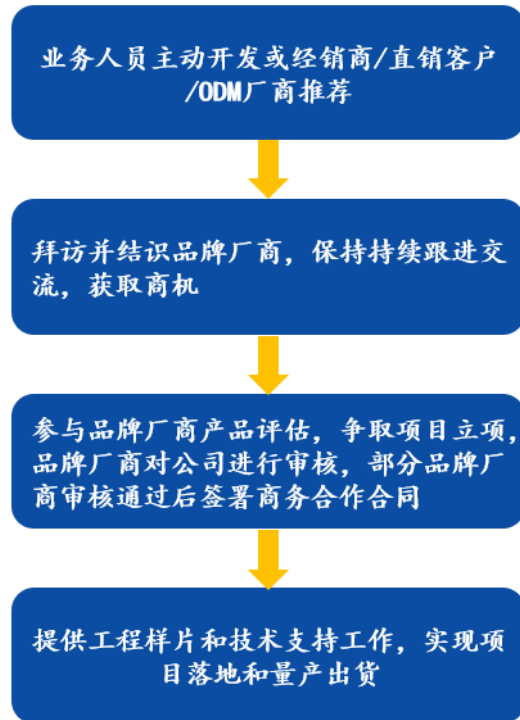 业务人员主动开发或经销商/直销客户
/ODM厂商推荐
拜访并结识品牌厂商，保持持续跟进交
流，获取商机
参与品牌厂商产品评估，争取项目立项，
品牌厂商对公司进行审核，部分品牌厂
商审核通过后签署商务合作合同
提供工程样片和技术支持工作，实现项
目落地和量产出货